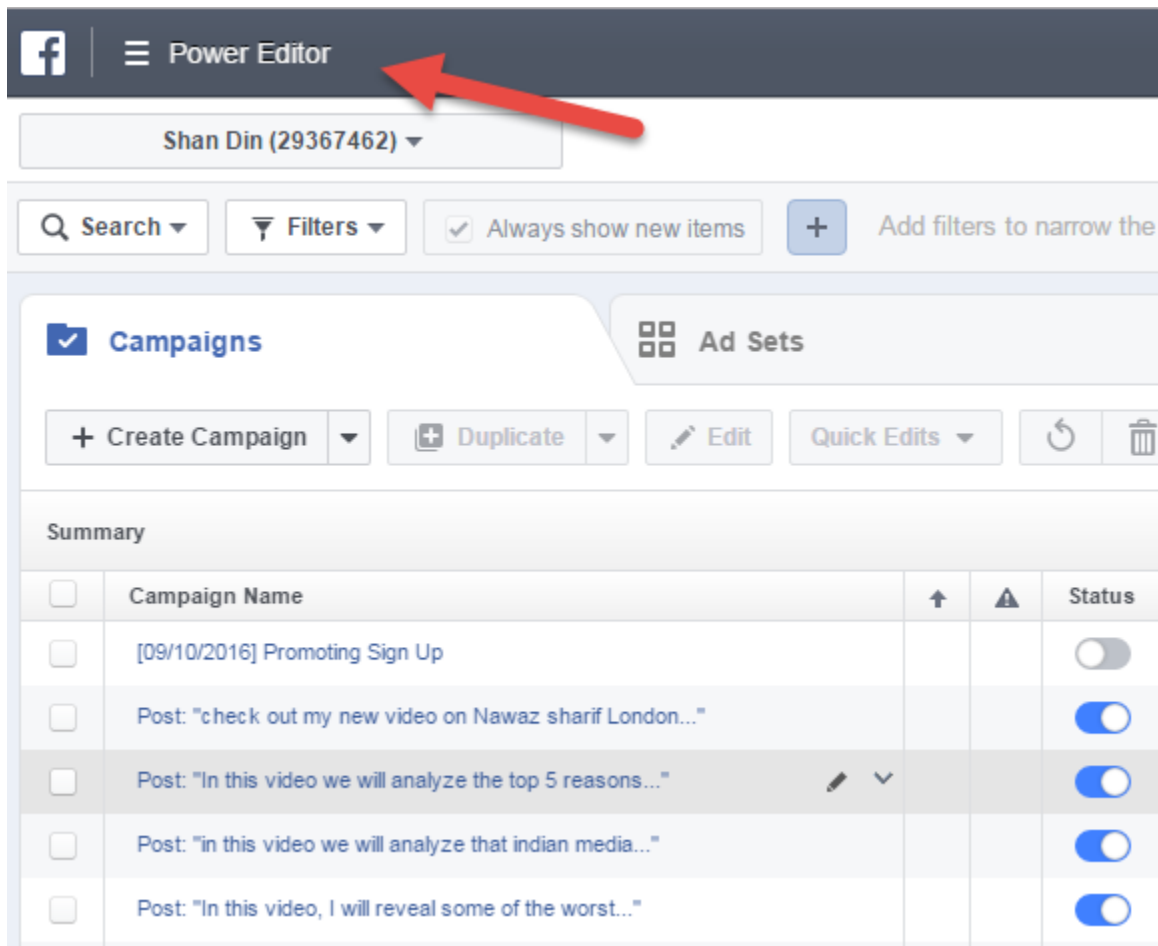 f Power Editor
Shan Din (29367462)
Search Filters Always show new items + Add filters to narrow the
Campaigns Ad Sets
+ Create Campaign Duplicate Edit Quick Edits
Summary
Campaign Name Status
[09/10/2016] Promoting Sign Up
Post: "check out my new video on Nawaz sharif London..."
Post: "In this video we will analyze the top 5 reasons..."
Post: "in this video we will analyze that indian media..."
Post: "In this video, I will reveal some of the worst..."